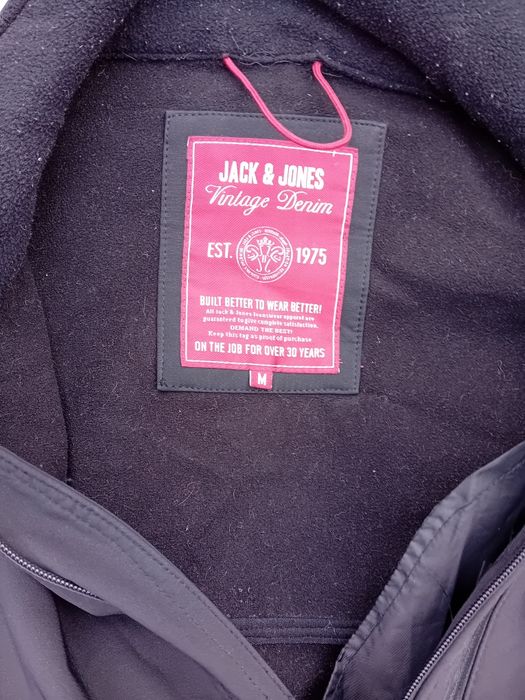 JACK & JONES
Vintage Denim
EST. 1975
BUILT BETTER TO WEAR BETTER!
All Jack & Jones Jeanswear apparel are
guaranteed to give complete satisfaction.
DEMAND THE BEST!
Keep this tag as proof of purchase
ON THE JOB FOR OVER 30 YEARS
M